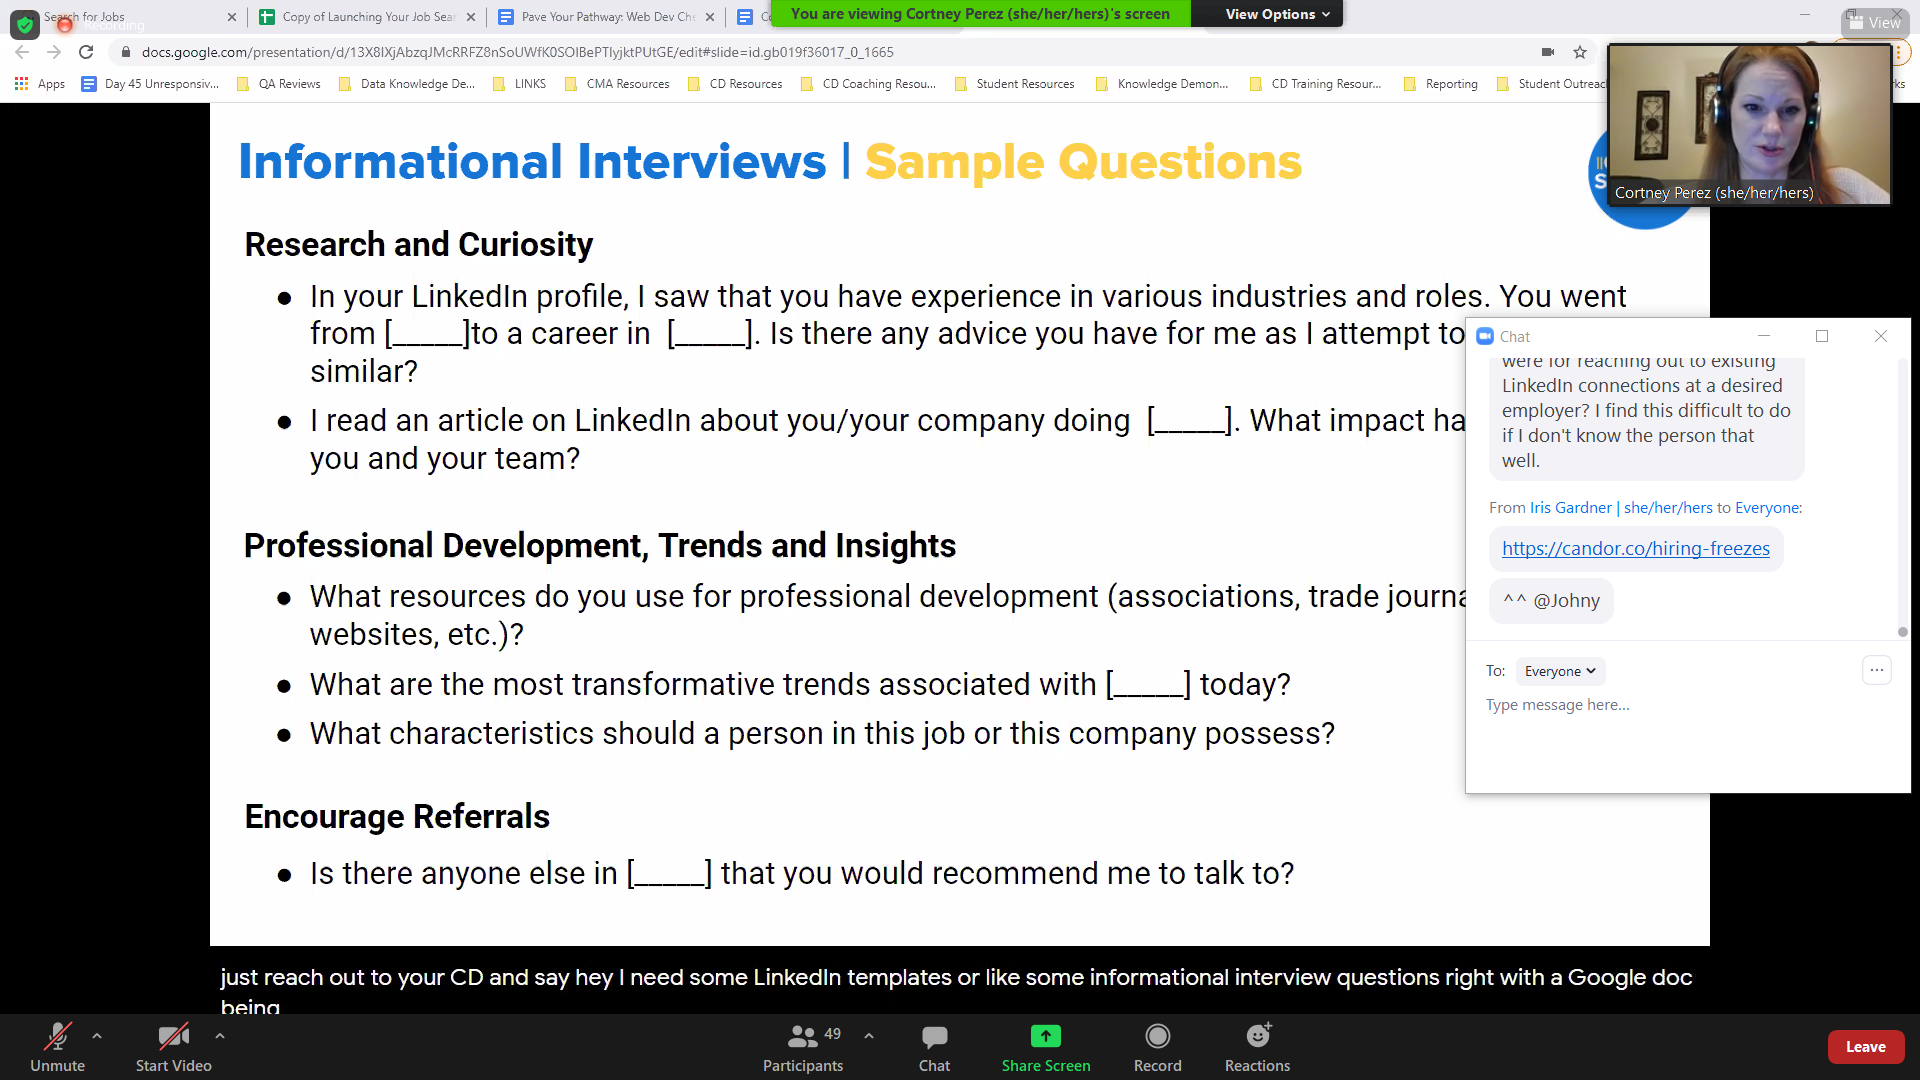 Search for Jobs
Copy of Launching Your Job Sear
Pave Your Pathway: Web Dev Che
You are viewing Cortney Perez (she/her/hers)'s screen
View Options
Recording
View
docs.google.com/presentation/d/13X8IXjAbzqJMcRRFZ8nSoUWfK0SOIBePTlyjktPUtGE/edit#slide=id.gb019f36017_0_1665
Apps
Day 45 Unresponsiv...
QA Reviews
Data Knowledge De...
LINKS
CMA Resources
CD Resources
CD Coaching Resou...
Student Resources
Knowledge Demon...
CD Training Resour...
Reporting
Student Outreac
Cortney Perez (she/her/hers)
Informational Interviews | Sample Questions
Research and Curiosity
● In your LinkedIn profile, I saw that you have experience in various industries and roles. You went
from [_____]to a career in [_____]. Is there any advice you have for me as I attempt to
similar?
● I read an article on LinkedIn about you/your company doing [_____]. What impact ha
you and your team?
Professional Development, Trends and Insights
● What resources do you use for professional development (associations, trade journa
websites, etc.)?
● What are the most transformative trends associated with [_____] today?
● What characteristics should a person in this job or this company possess?
Encourage Referrals
● Is there anyone else in [_____] that you would recommend me to talk to?
Chat
were for reaching out to existing
LinkedIn connections at a desired
employer? I find this difficult to do
if I don't know the person that
well.
From Iris Gardner | she/her/hers to Everyone:
https://candor.co/hiring-freezes
^^ @Johny
To: Everyone
...
Type message here...
just reach out to your CD and say hey I need some LinkedIn templates or like some informational interview questions right with a Google doc
being
Unmute
Start Video
49
Participants
Chat
Share Screen
Record
Reactions
Leave